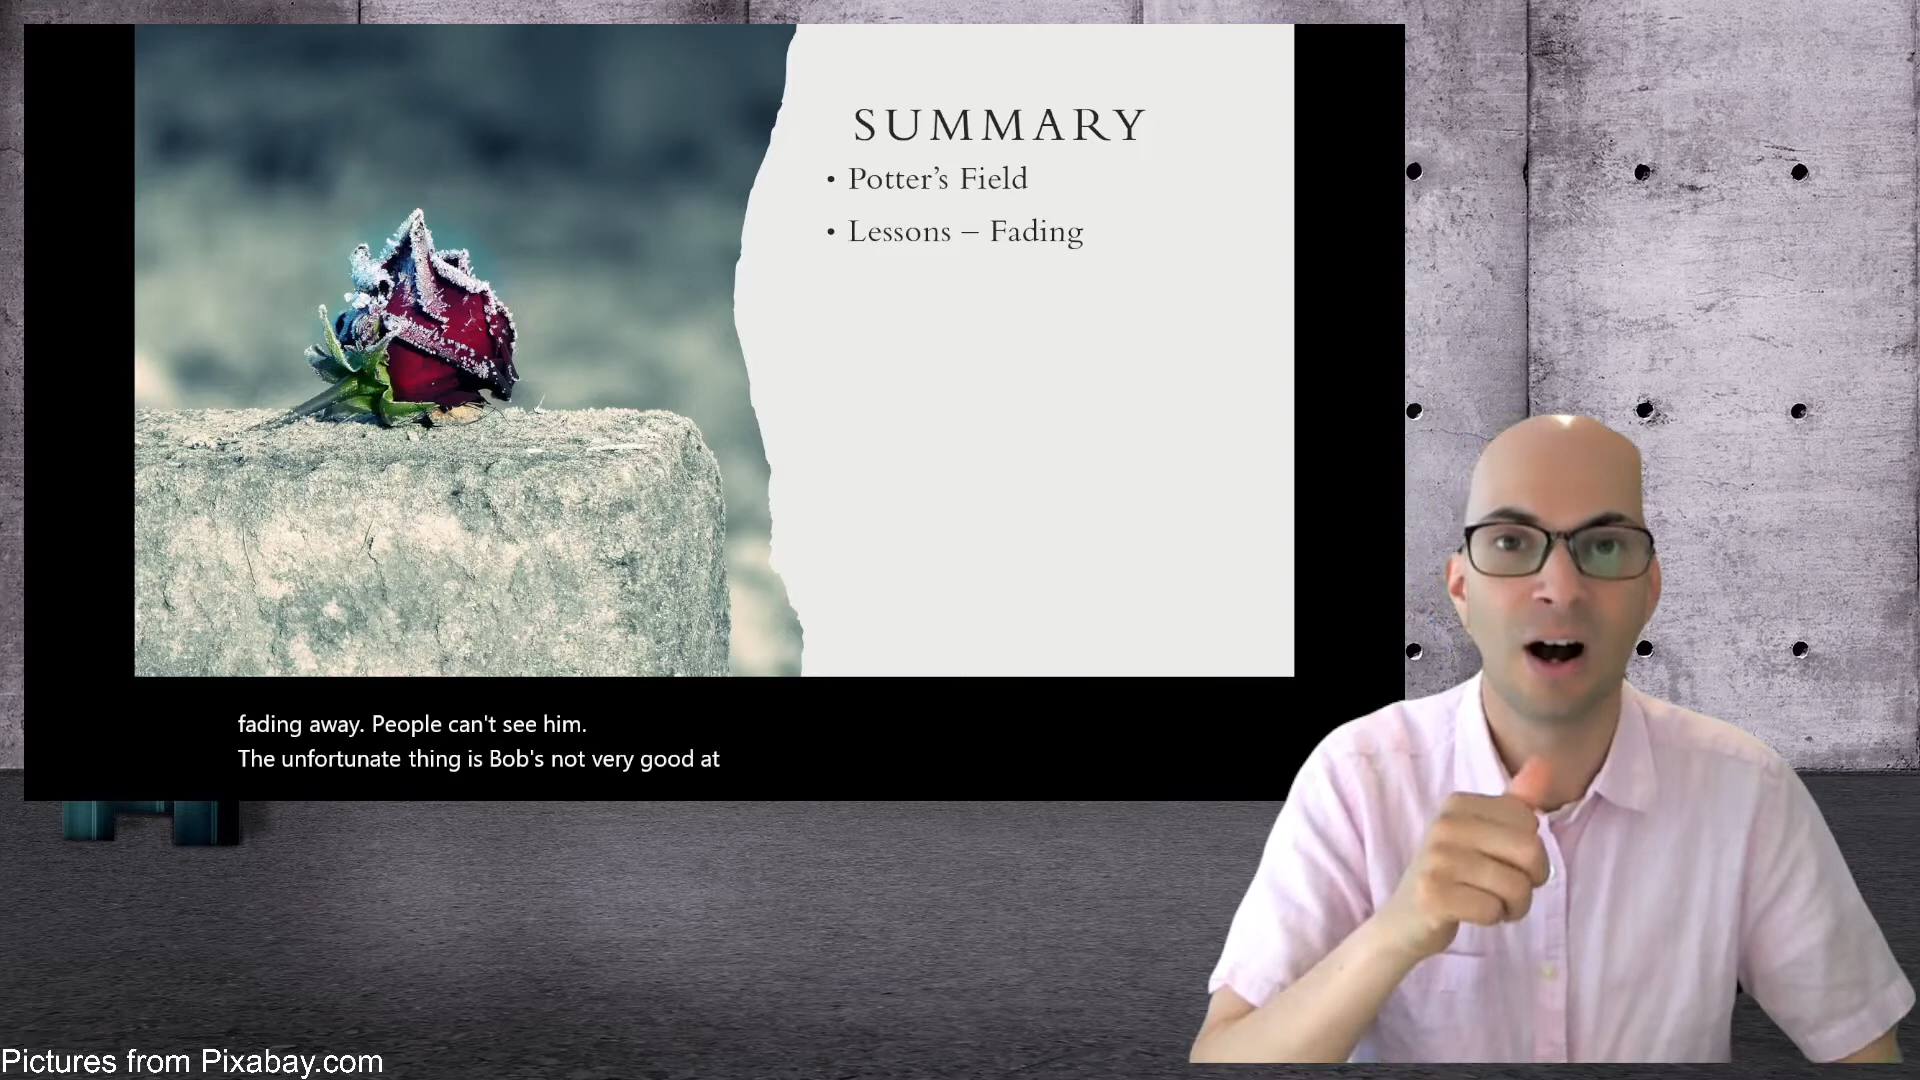 SUMMARY
• Potter’s Field
• Lessons – Fading
fading away. People can't see him.
The unfortunate thing is Bob's not very good at
Pictures from Pixabay.com